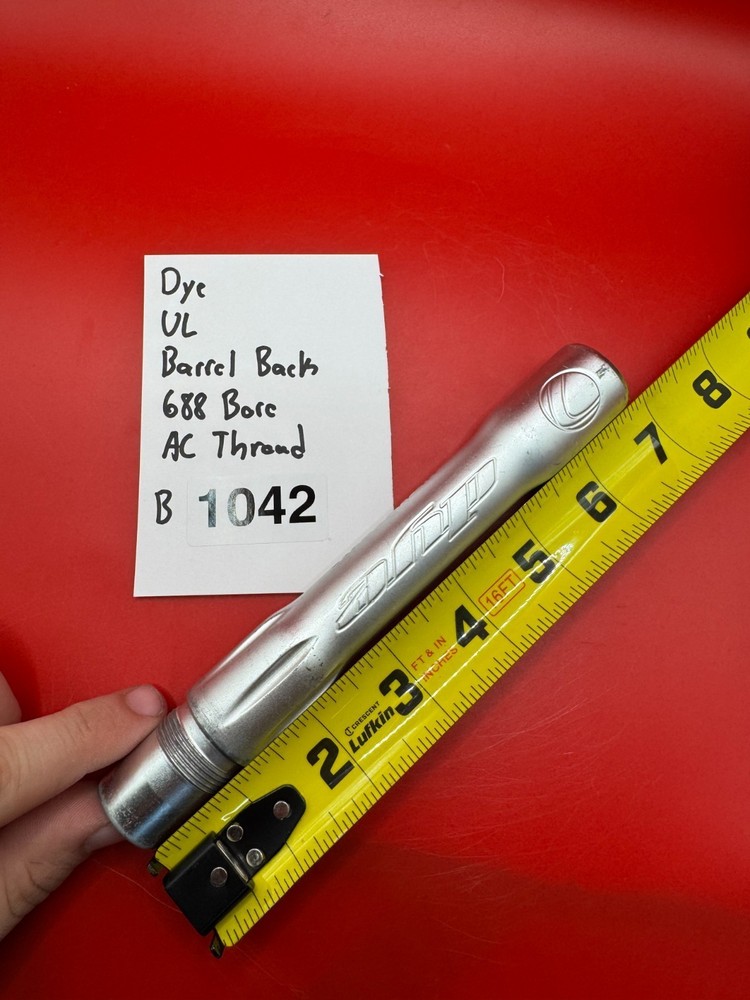 Dye
UL
Barrel Back
688 Bore
AC Thread
B 1042
dye
8
7
6
5
16FT
4
FT & IN
INCHES
3
CRESCENT
Lufkin
2